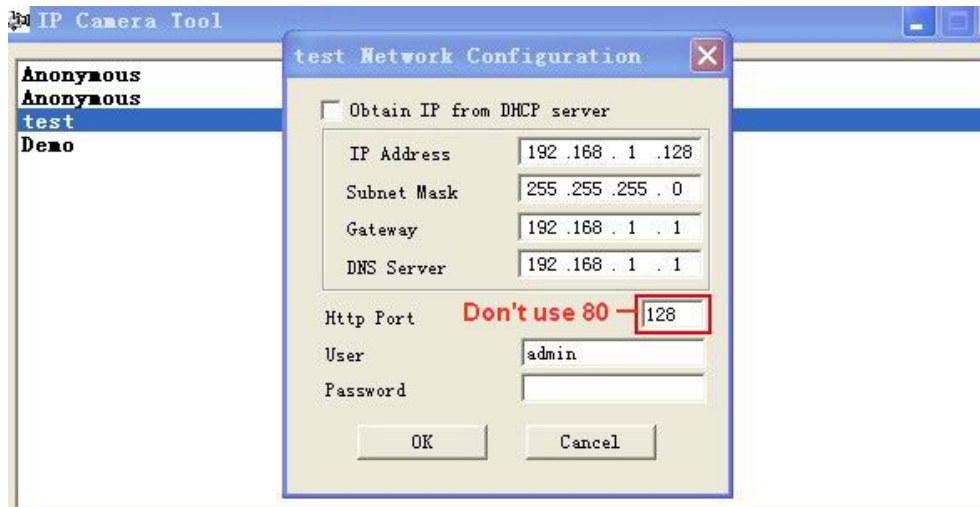 IP Camera Tool
Anonymous
Anonymous
test
Demo
test Network Configuration
Obtain IP from DHCP server
IP Address 192 .168 . 1 .128
Subnet Mask 255 .255 .255 . 0
Gateway 192 .168 . 1 . 1
DNS Server 192 .168 . 1 . 1
Http Port Don't use 80 128
User admin
Password
OK Cancel